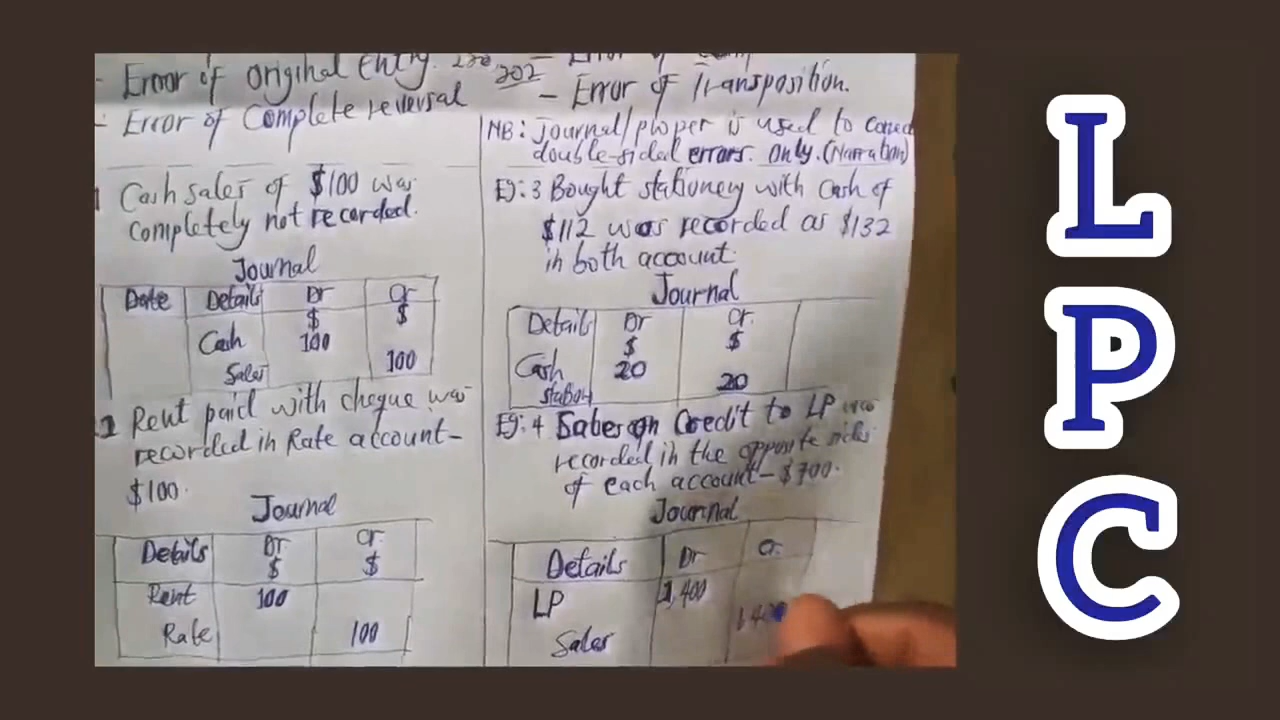 - Error of Original Entry.
202
- Error of Complete reversal
1 Cash sales of $100 was
completely not recorded.
Journal
Date Details Dr Cr
$ $
Cash 100
Sales 100
2 Rent paid with cheque was
recorded in Rate account-
$100.
Journal
Details Dr Cr.
$ $
Rent 100
Rate 100
- Error of
- Error of Transposition.
NB: Journal/ proper is used to correct
double-sided errors. Only. (Narration)
Eg: 3 Bought stationery with Cash of
$112 was recorded as $132
in both account.
Journal
Details Dr Cr.
$ $
Cash 20
20
Eg: 4 Sales on Credit to LP was
recorded in the opposite sides
of each account - $700.
Journal
Details Dr Cr.
LP 1,400
Sales
L
P
C